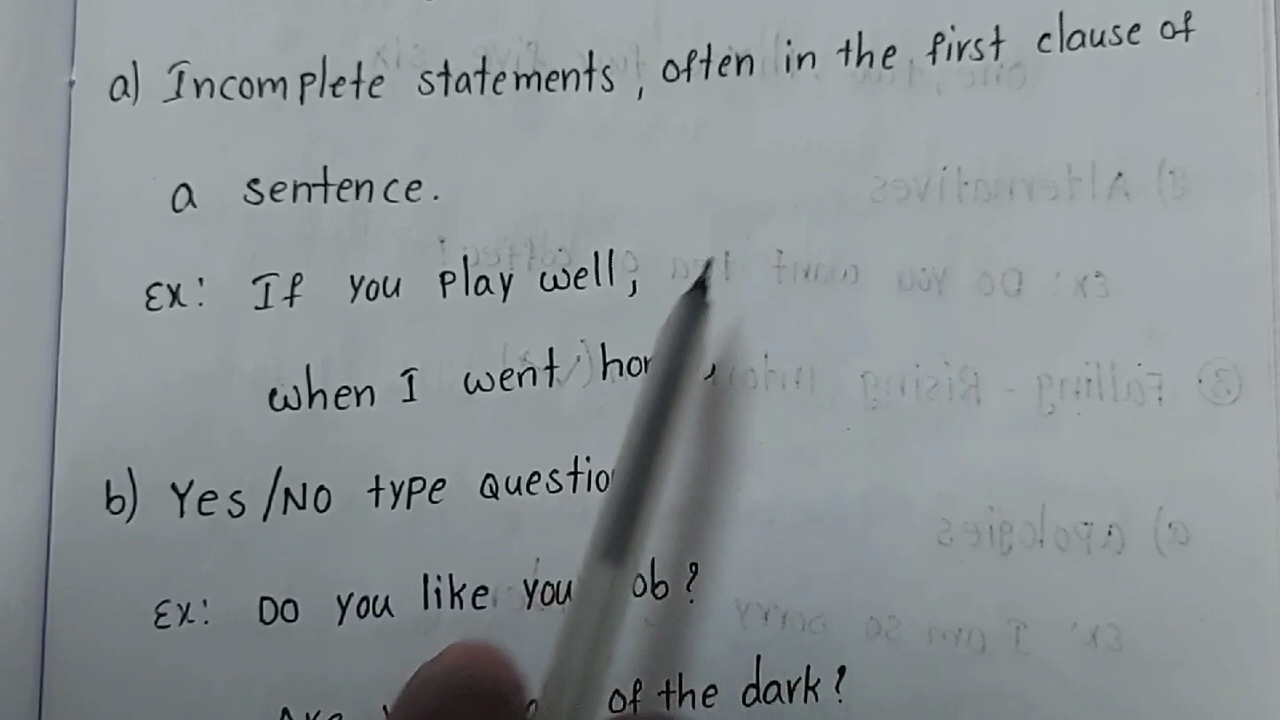 a) Incomplete statements, often in the first clause of
a sentence.
Ex: If you play well,
when I went
b) Yes/No type
Ex: Do you like
of the dark?